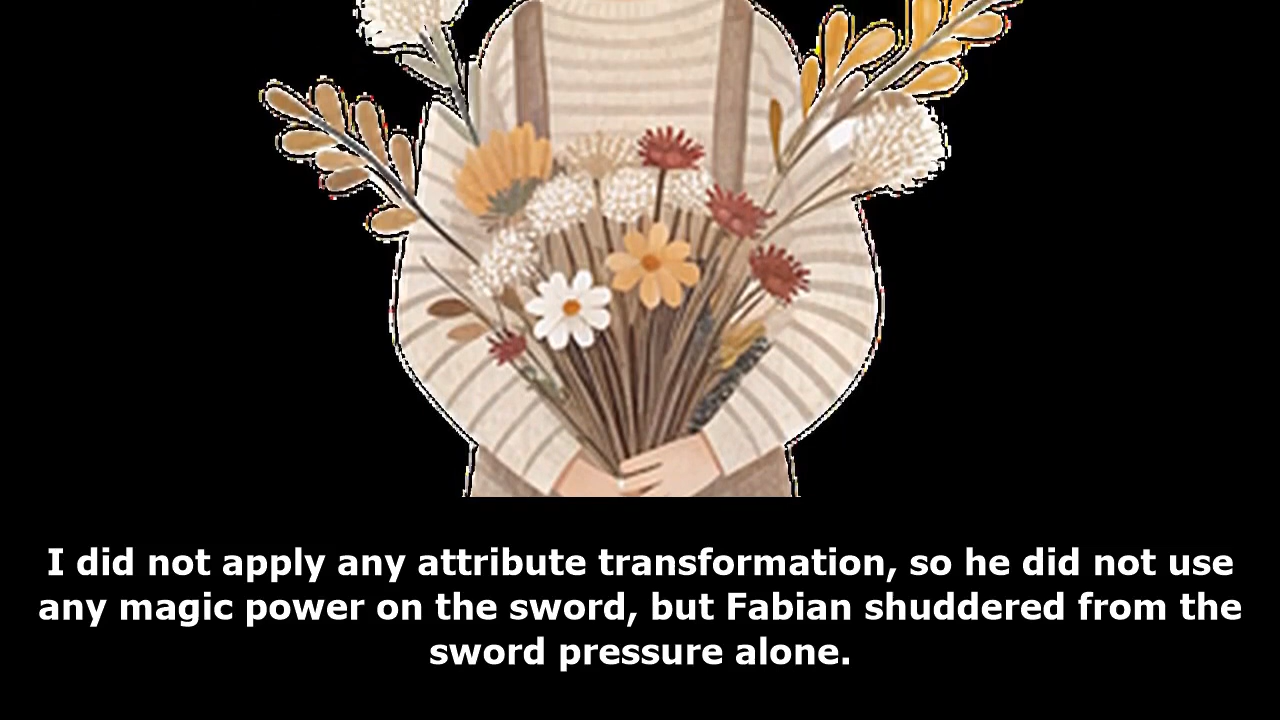 I did not apply any attribute transformation, so he did not use
any magic power on the sword, but Fabian shuddered from the
sword pressure alone.